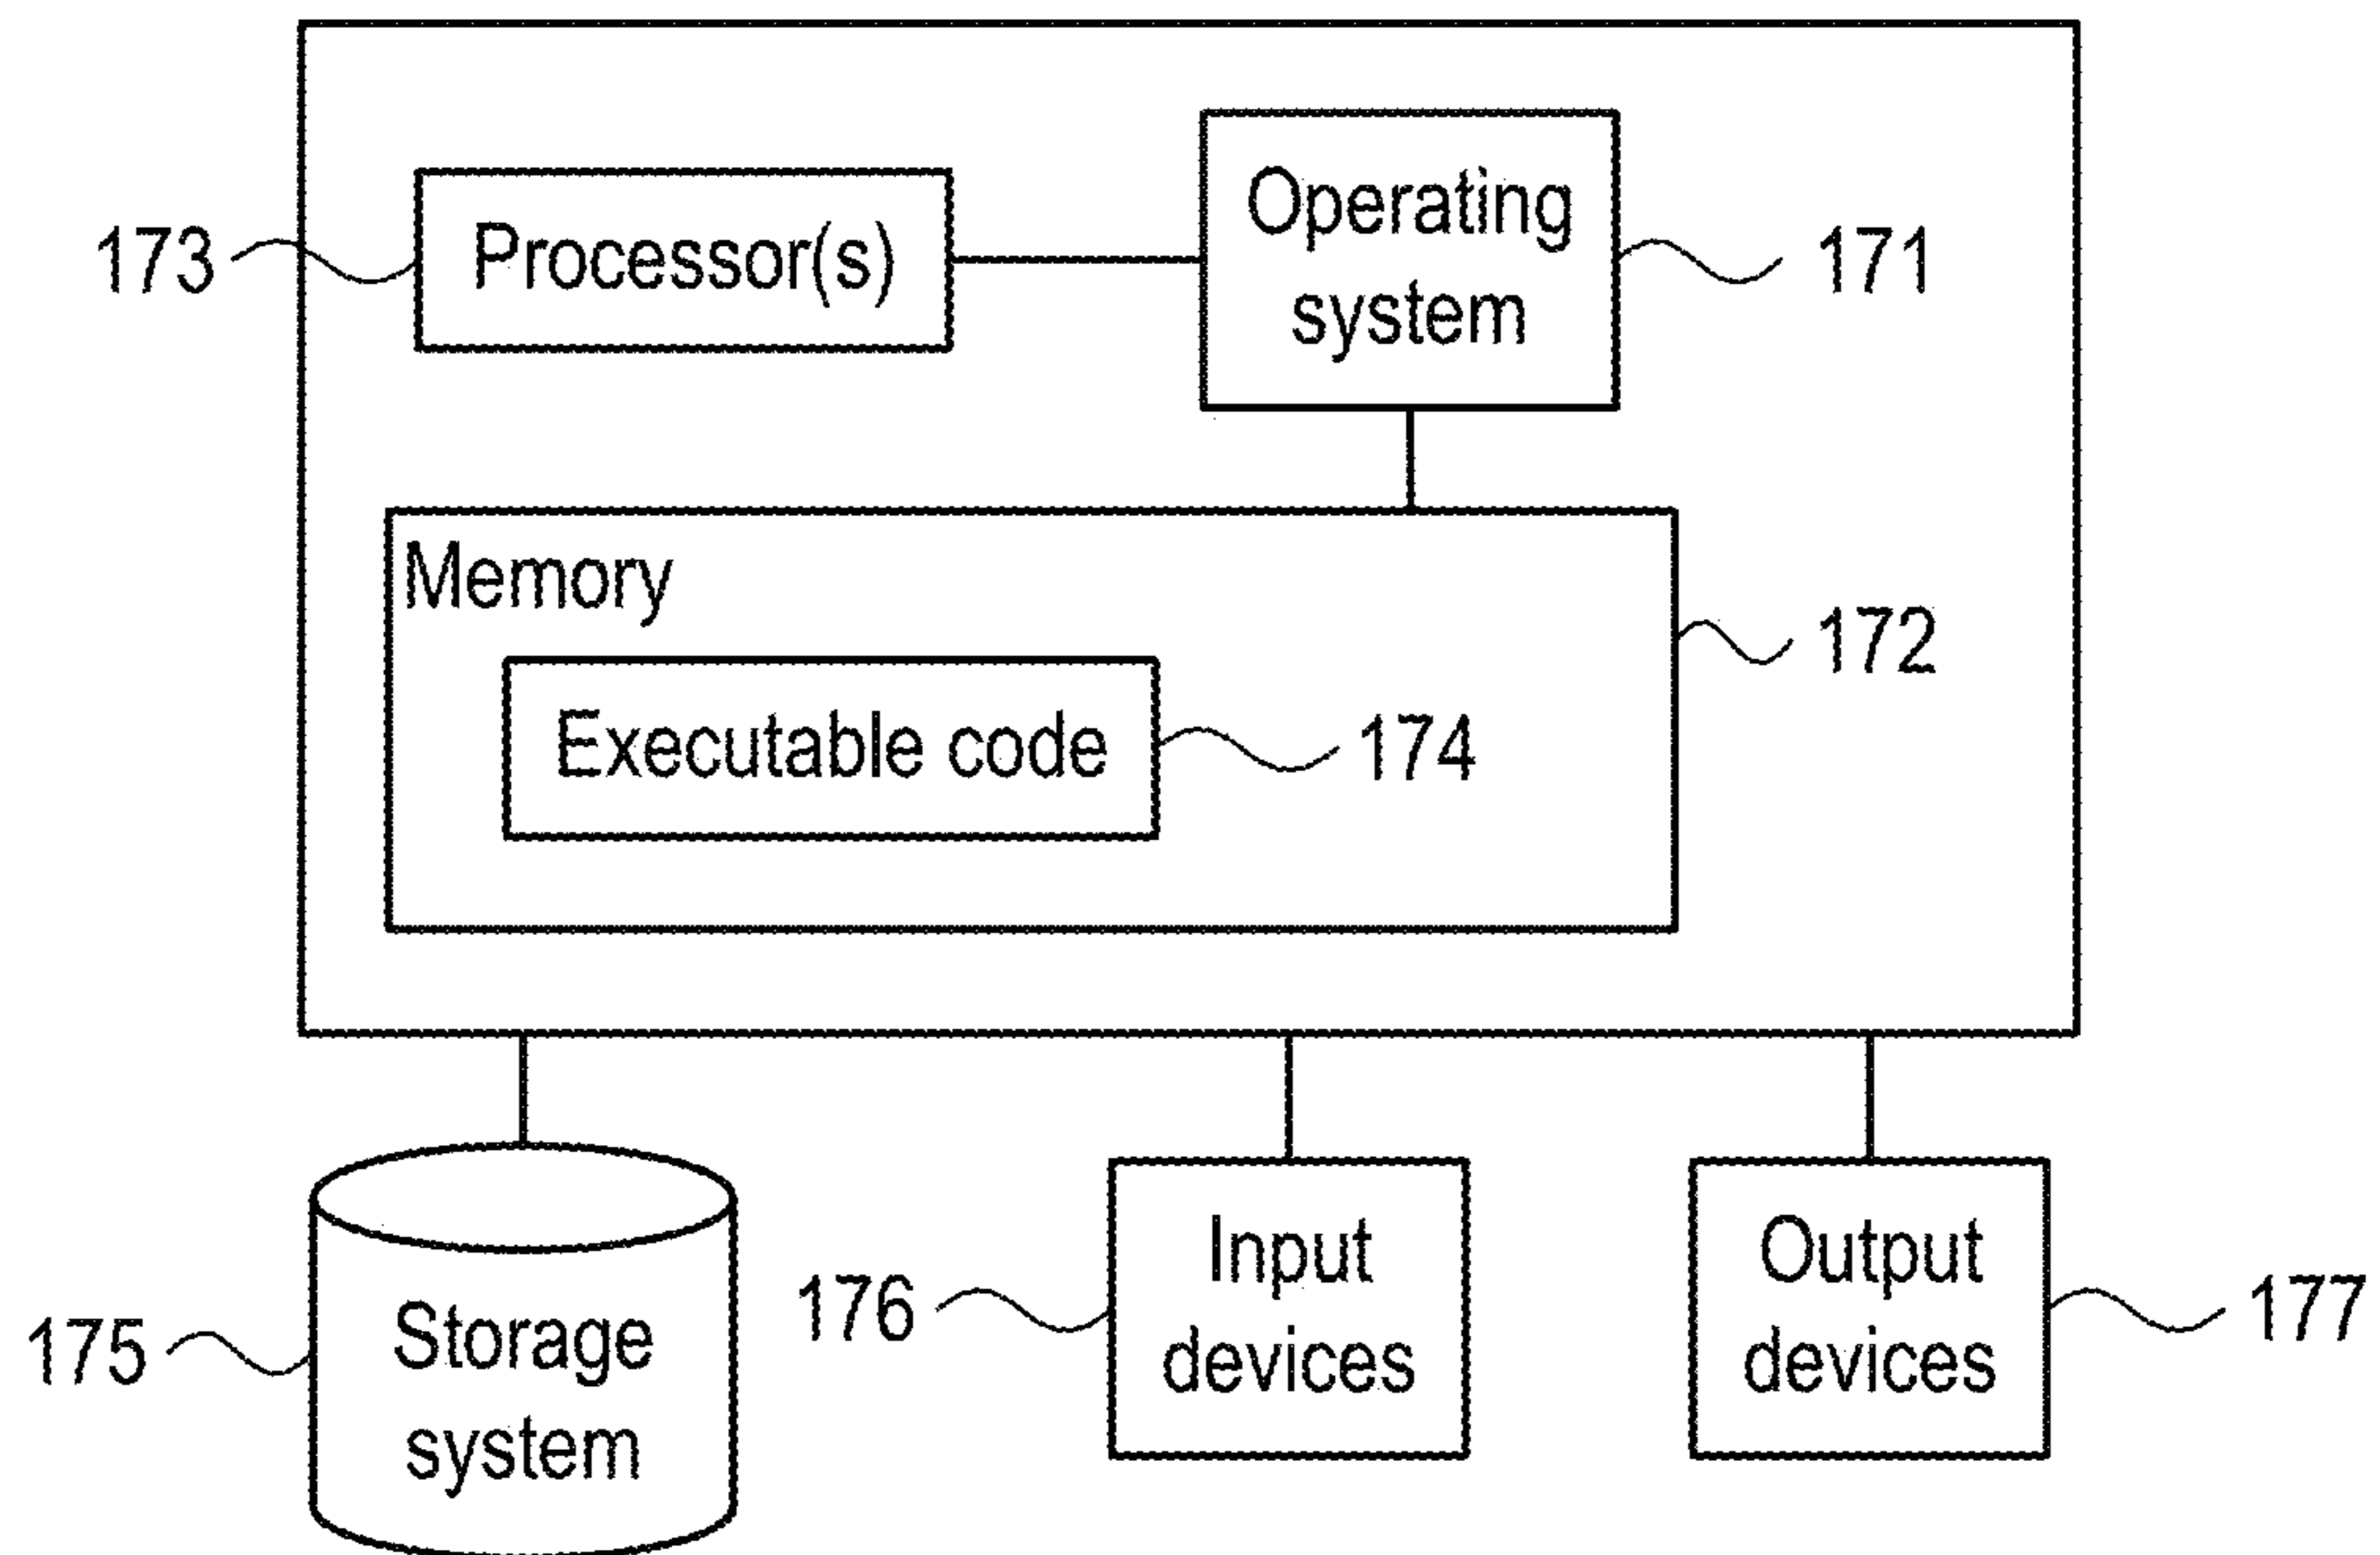 173
Processor(s)
Operating
system
171
Memory
172
Executable code
174
175
Storage
system
176
Input
devices
Output
devices
177